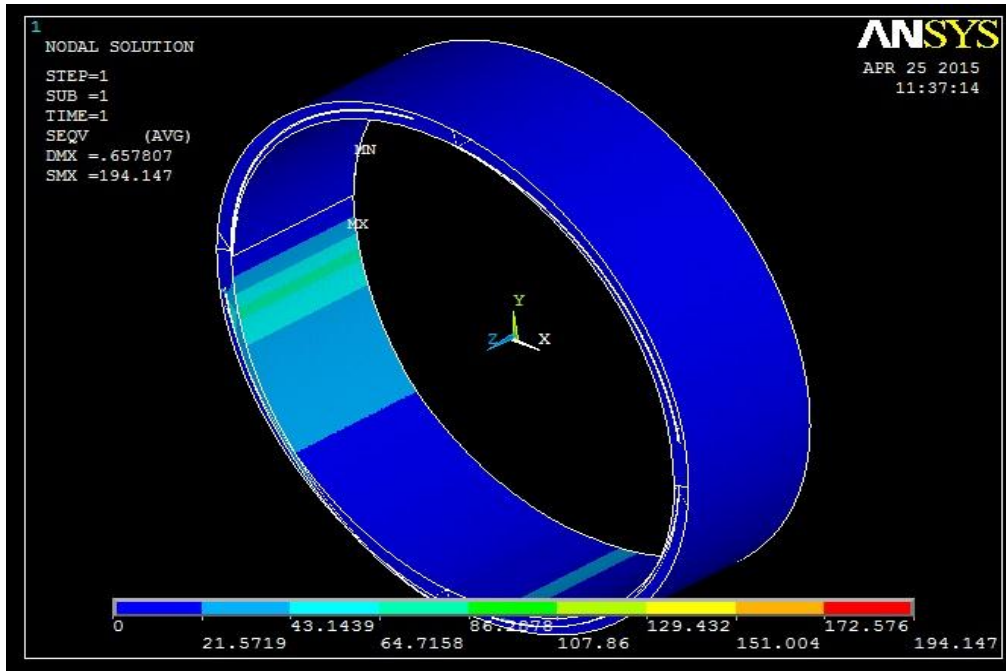 1
NODAL SOLUTION
STEP=1
SUB =1
TIME=1
SEQV (AVG)
DMX =.657807
SMX =194.147
ANSYS
APR 25 2015
11:37:14
MN
MX
Y
Z X
0 43.1439 86.2878 129.432 172.576
21.5719 64.7158 107.86 151.004 194.147